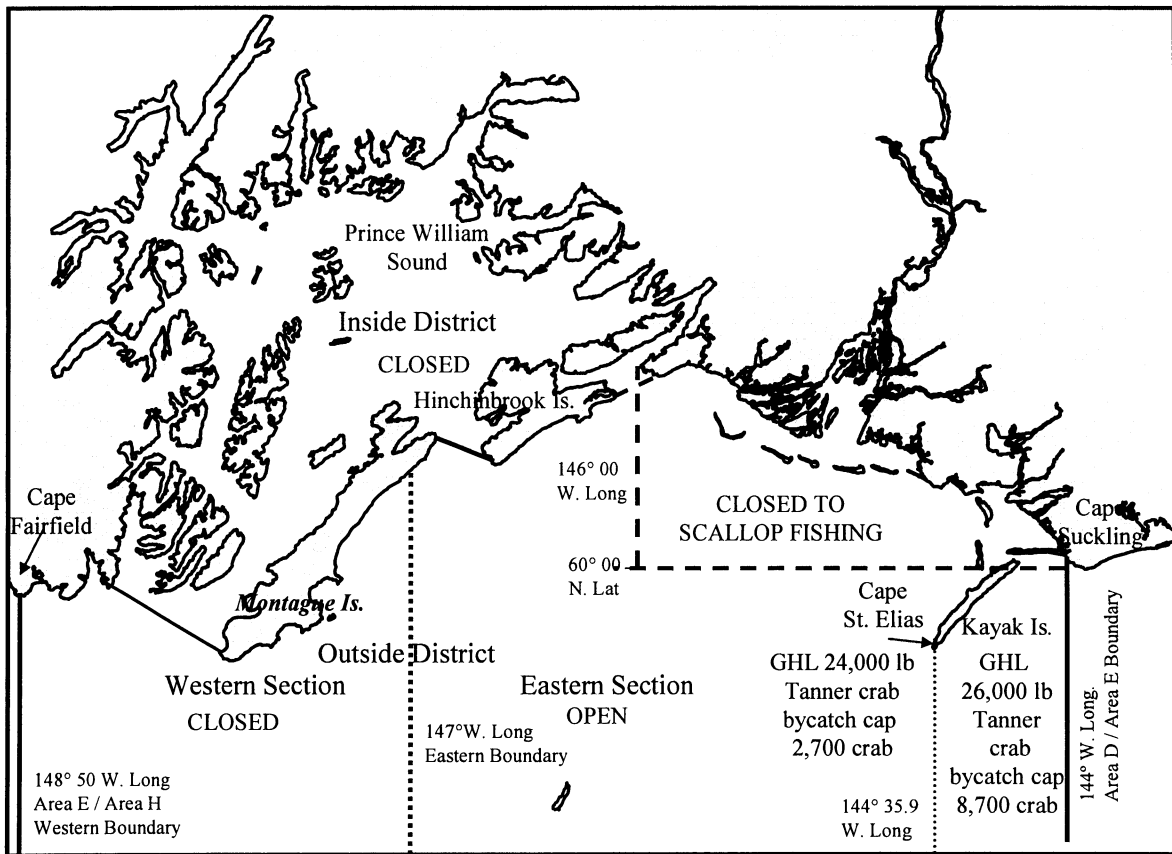 Prince William
Sound
Inside District
CLOSED
Hinchinbrook Is.
146° 00
W. Long
CLOSED TO
SCALLOP FISHING
Cape
Fairfield
Cape
Suckling
60° 00
N. Lat
Montague Is.
Cape
St. Elias
Kayak Is.
Outside District
Western Section
CLOSED
Eastern Section
OPEN
GHL 24,000 lb
Tanner crab
bycatch cap
2,700 crab
GHL
26,000 lb
Tanner
crab
bycatch cap
8,700 crab
147°W. Long
Eastern Boundary
148° 50 W. Long
Area E / Area H
Western Boundary
144° 35.9
W. Long
144° W. Long.
Area D / Area E Boundary